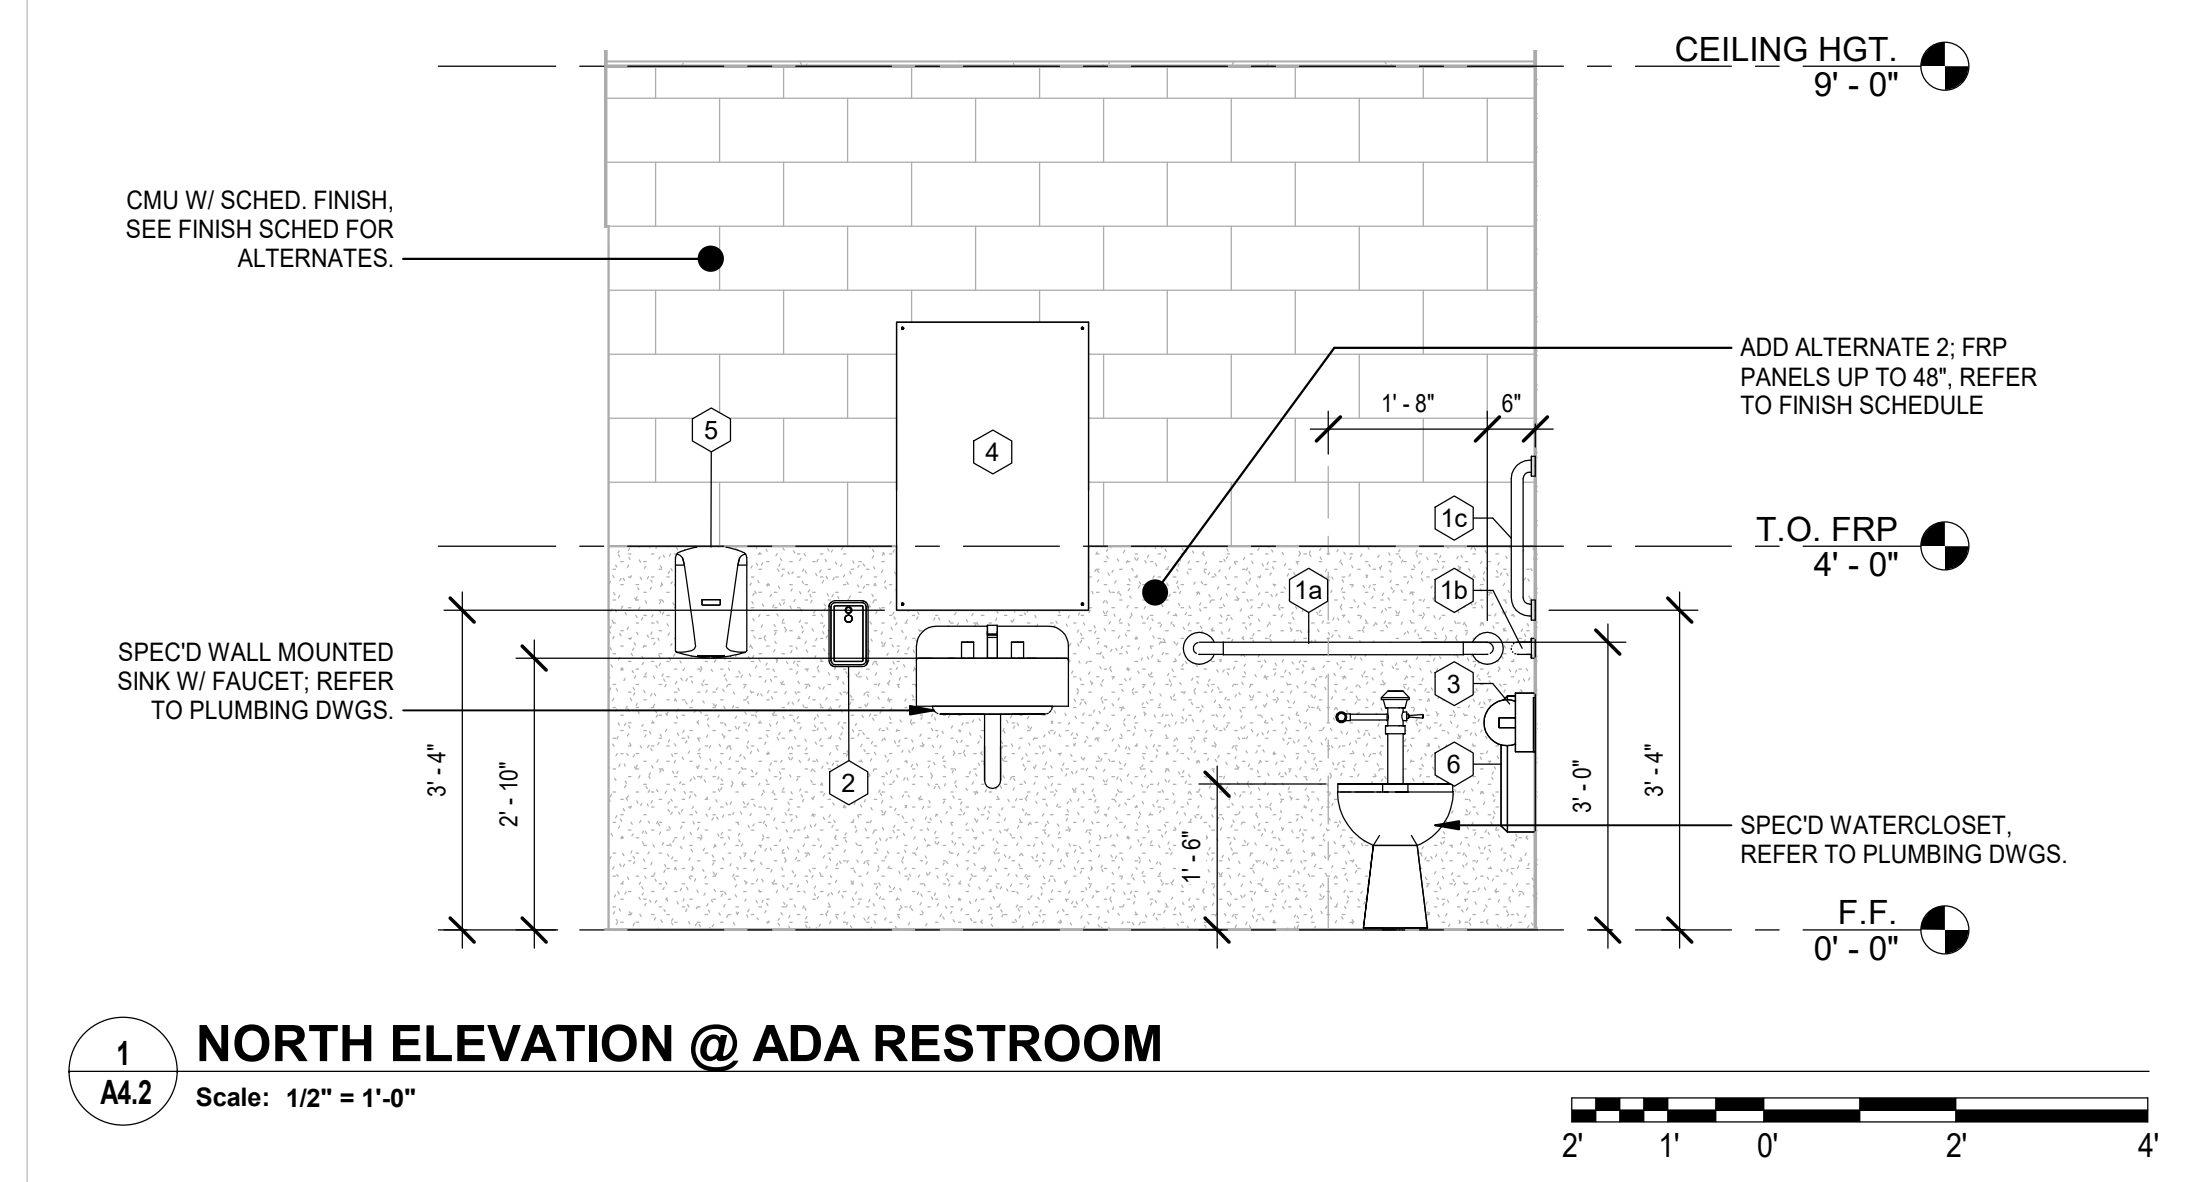 CEILING HGT.
9' - 0"
CMU W/ SCHED. FINISH,
SEE FINISH SCHED FOR
ALTERNATES.
ADD ALTERNATE 2; FRP
PANELS UP TO 48", REFER
TO FINISH SCHEDULE
1' - 8"
6"
5
4
1c
T.O. FRP
4' - 0"
1a
1b
SPEC'D WALL MOUNTED
SINK W/ FAUCET; REFER
TO PLUMBING DWGS.
3
3' - 4"
2' - 10"
2
6
1' - 6"
3' - 0"
3' - 4"
SPEC'D WATERCLOSET,
REFER TO PLUMBING DWGS.
F.F.
0' - 0"
1
A4.2
NORTH ELEVATION @ ADA RESTROOM
Scale: 1/2" = 1'-0"
2' 1' 0' 2' 4'